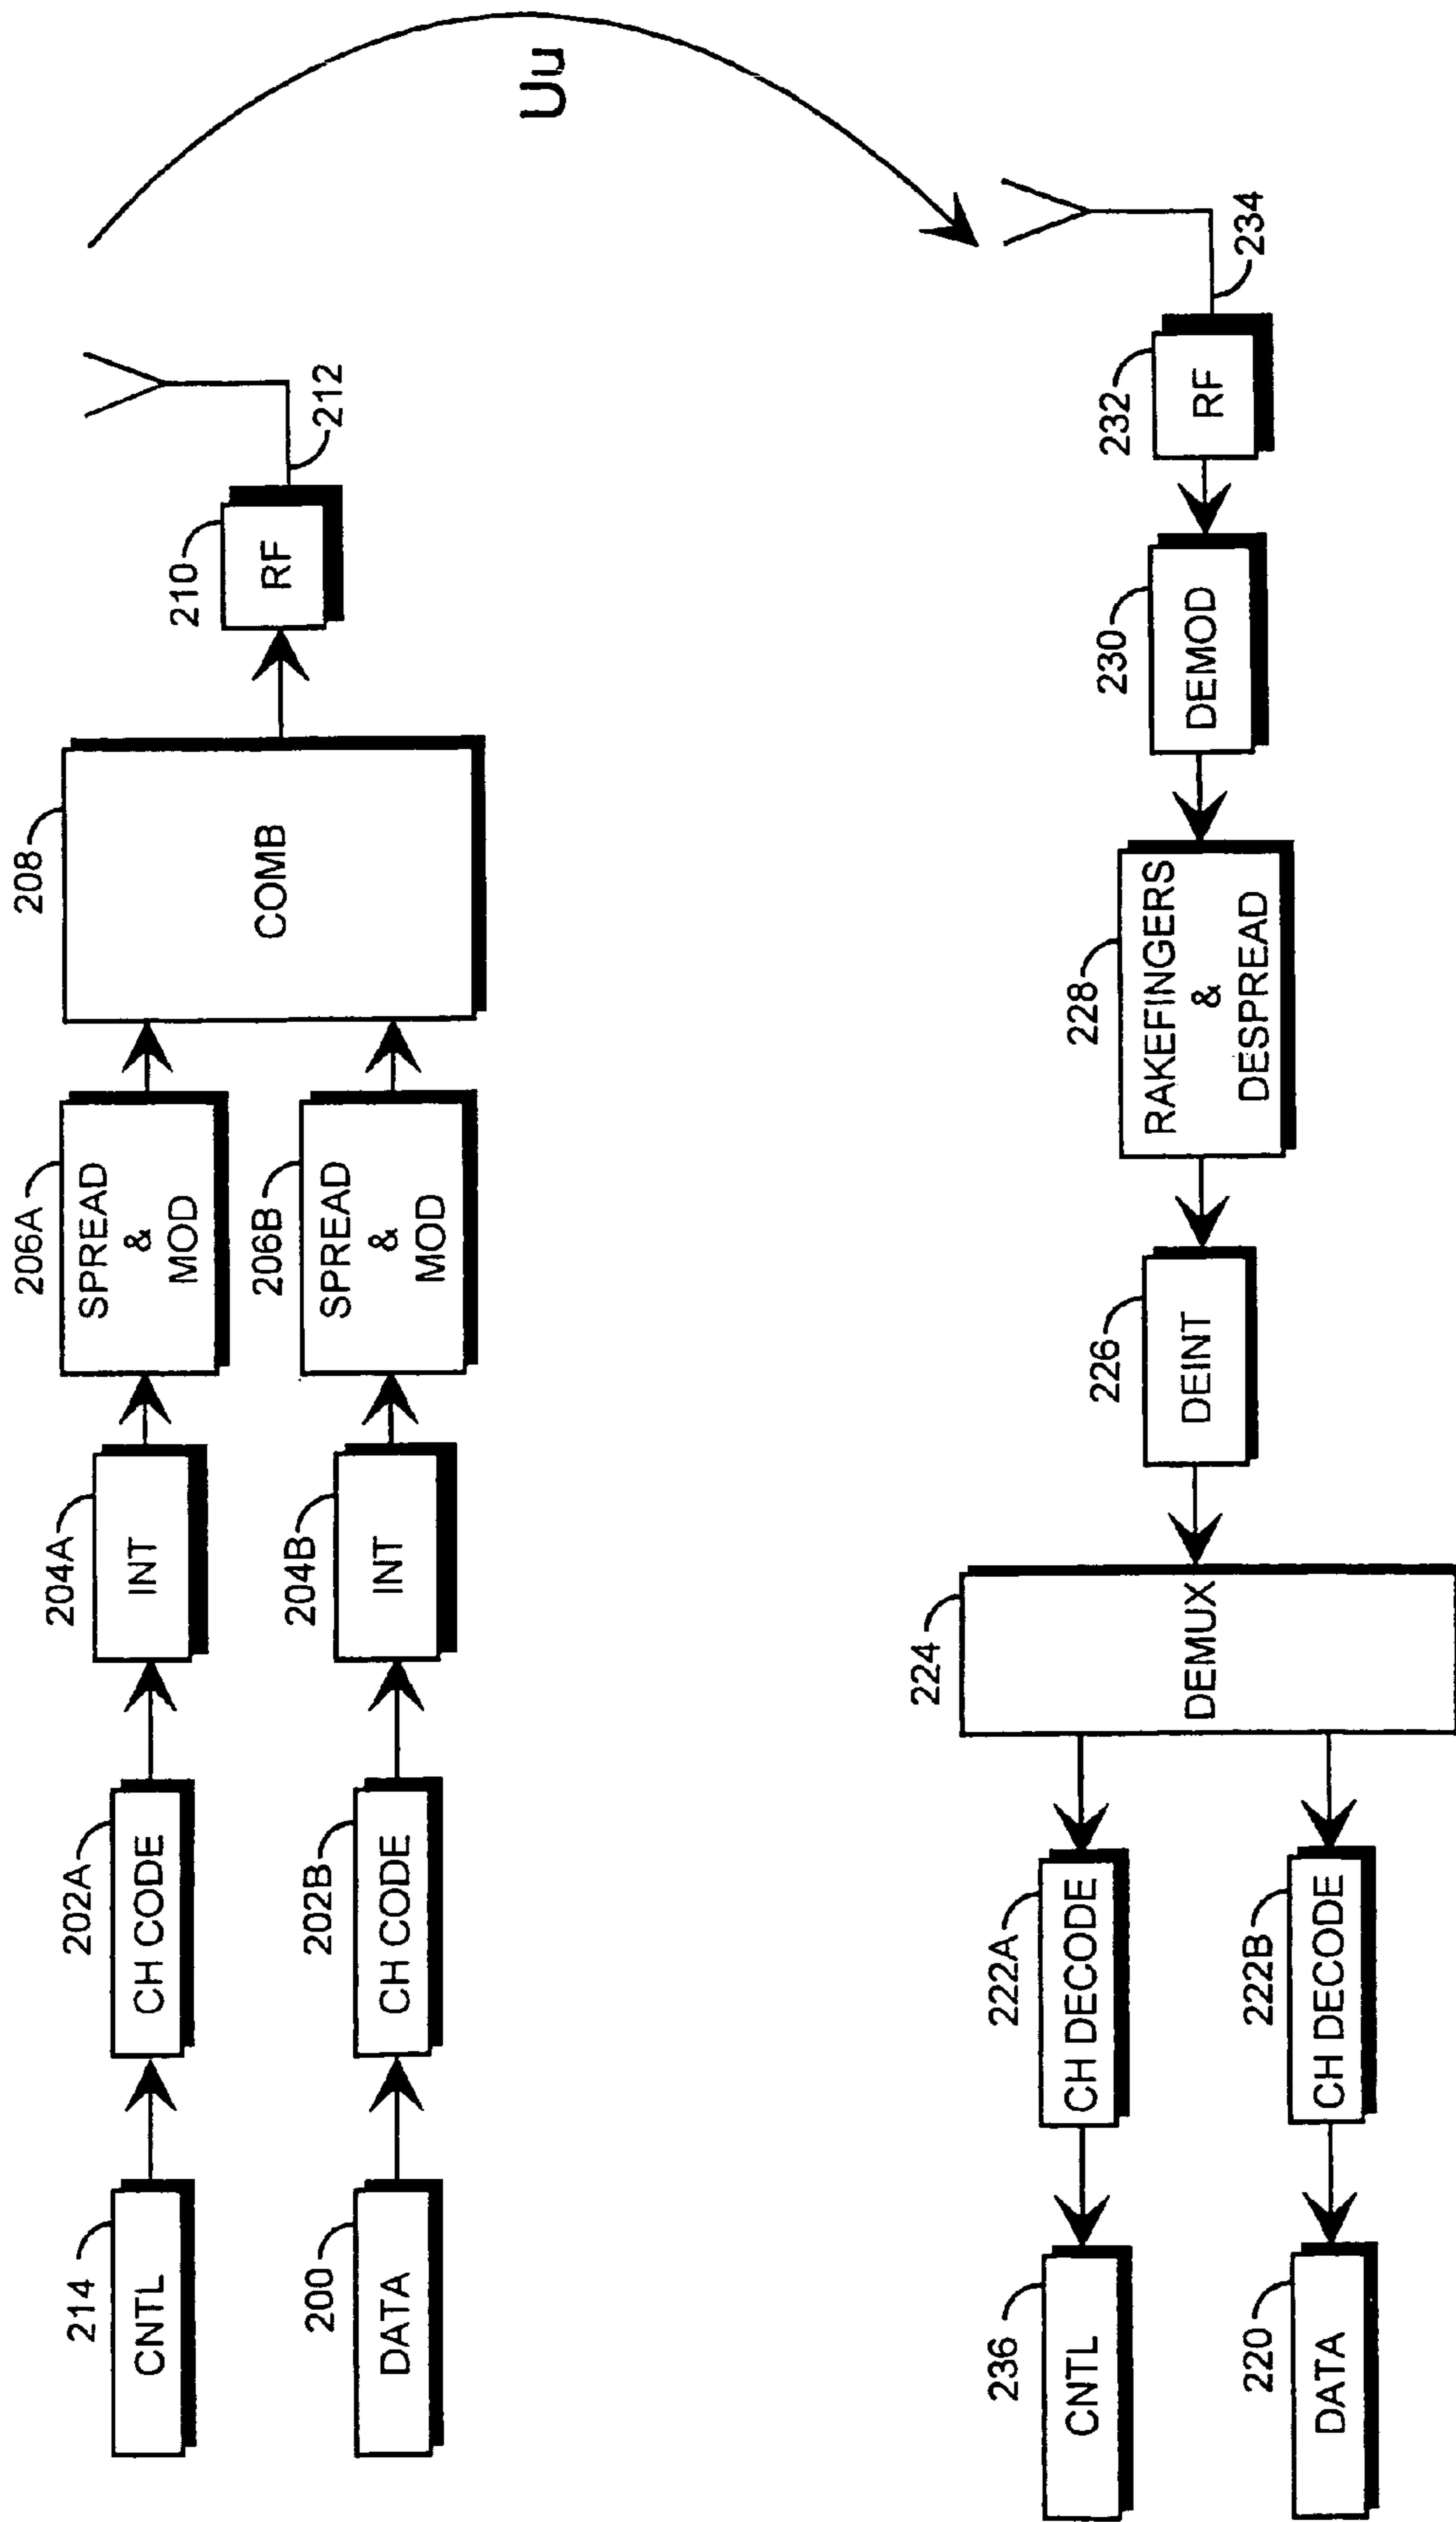 214
CNTL
202A
CH CODE
204A
INT
206A
SPREAD
&
MOD
208
COMB
210
RF
212
Uu
200
DATA
202B
CH CODE
204B
INT
206B
SPREAD
&
MOD
236
CNTL
222A
CH DECODE
224
DEMUX
226
DEINT
228
RAKEFINGERS
&
DESPREAD
230
DEMOD
232
RF
234
220
DATA
222B
CH DECODE